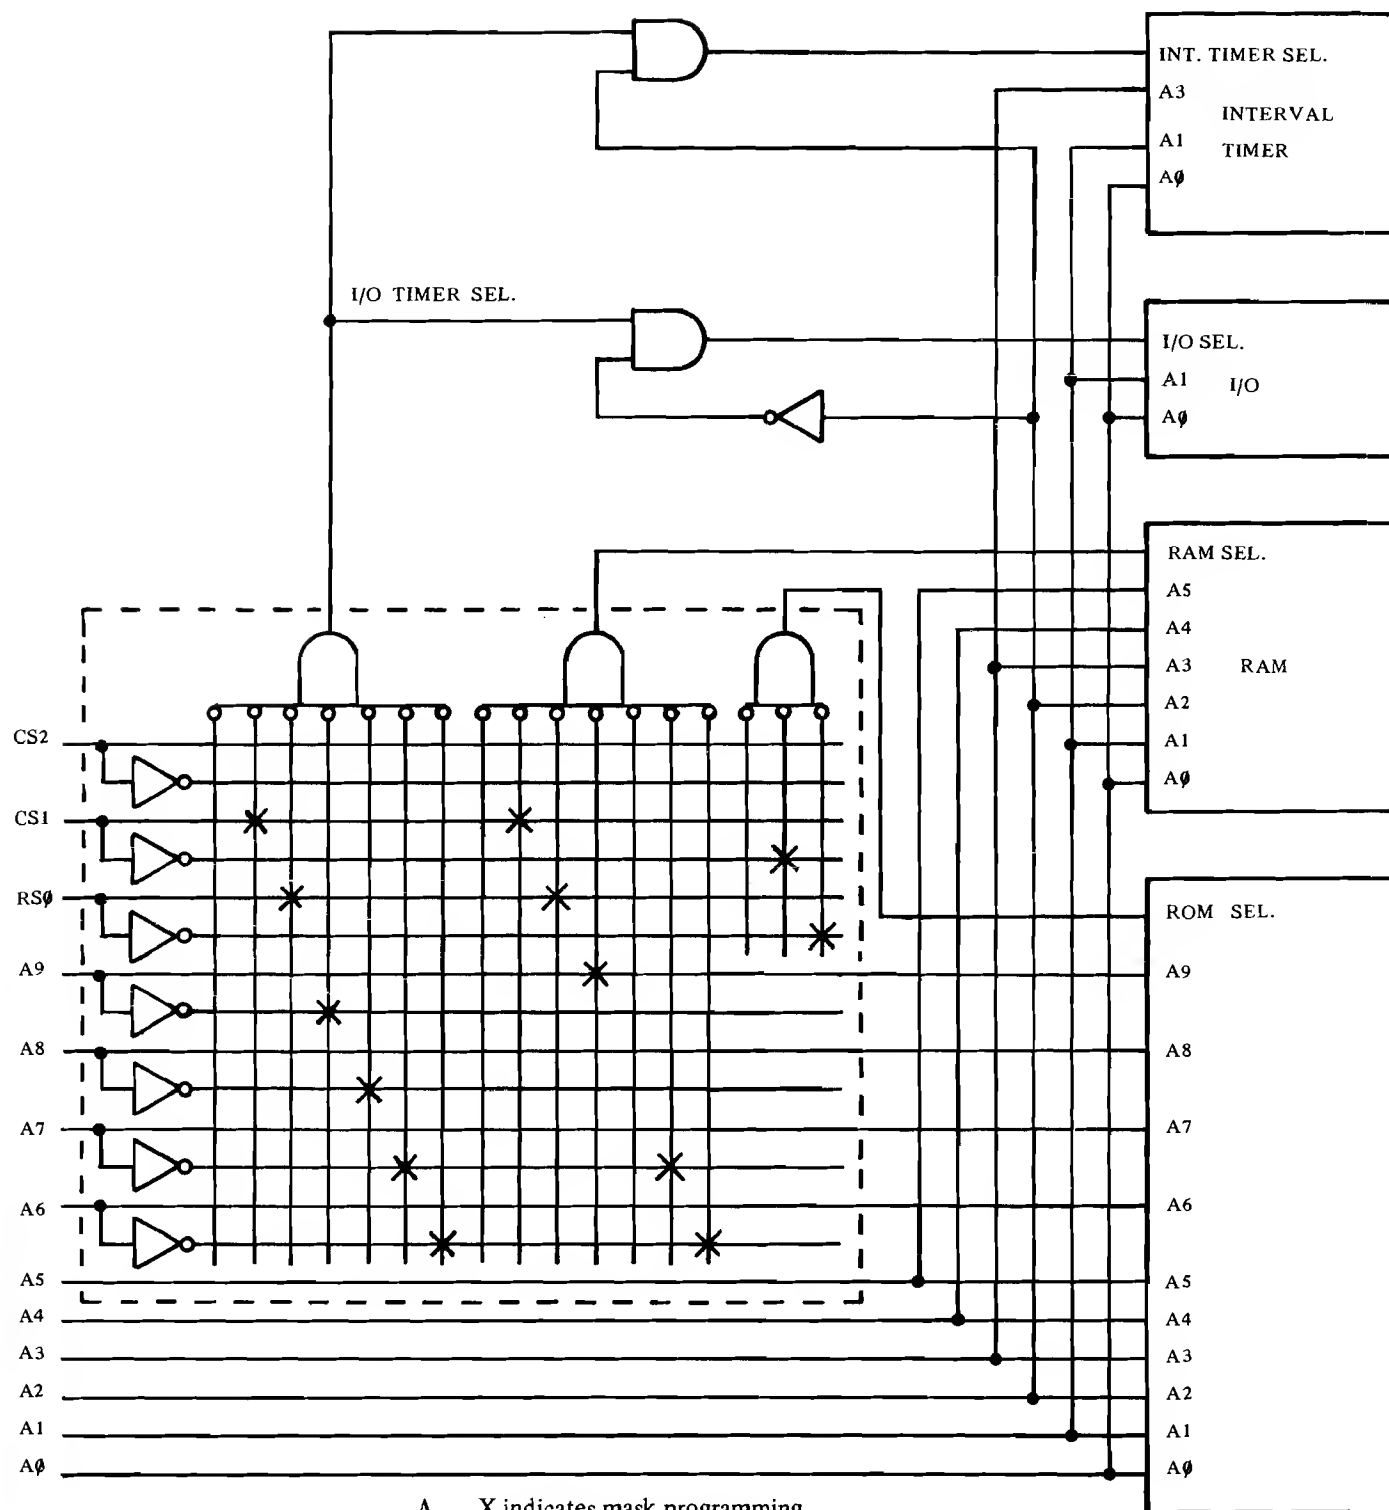 INT. TIMER SEL.
A3
INTERVAL
A1
TIMER
Aφ
I/O TIMER SEL.
I/O SEL.
A1
I/O
Aφ
RAM SEL.
A5
A4
A3
RAM
A2
A1
Aφ
CS2
CS1
RSφ
A9
A8
A7
A6
A5
A4
A3
A2
A1
Aφ
ROM SEL.
A9
A8
A7
A6
A5
A4
A3
A2
A1
Aφ
A. X indicates mask programming